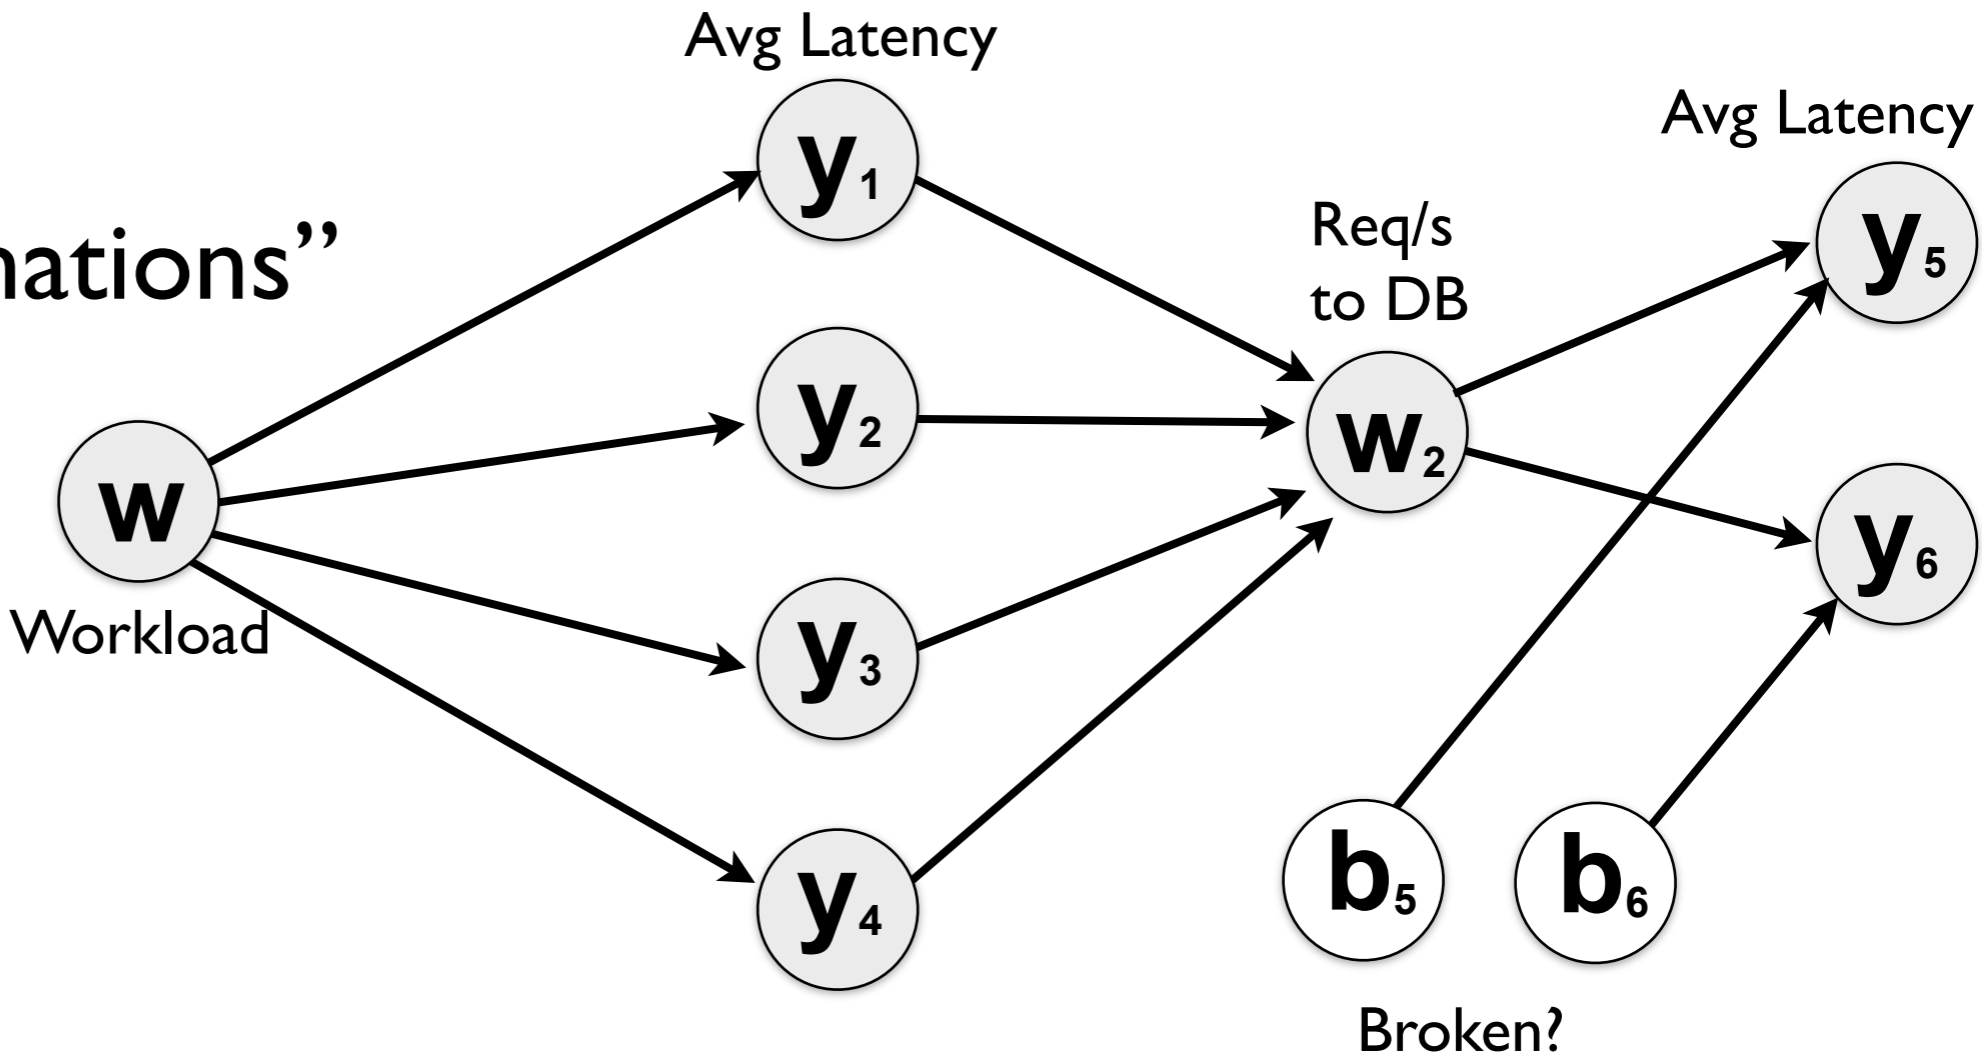 Avg Latency
Avg Latency
y1
Req/s
to DB
y5
nations”
y2
w2
w
y6
Workload
y3
y4
b5
b6
Broken?